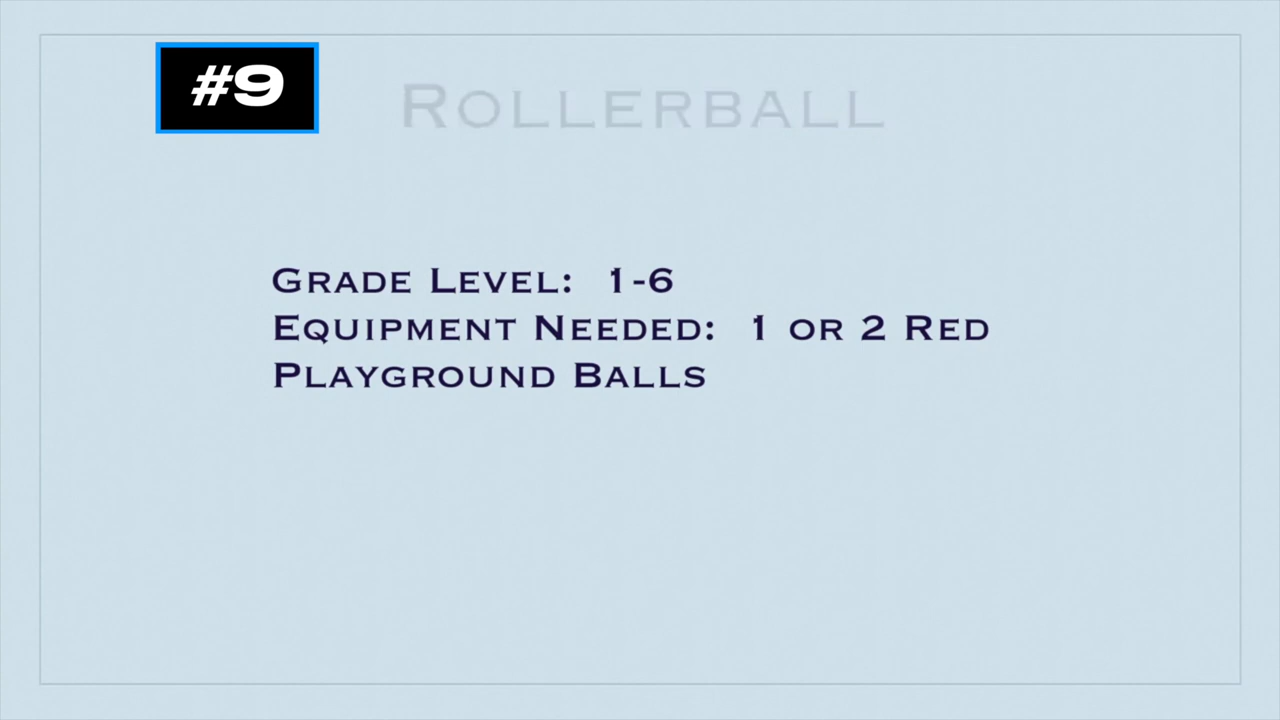 #9
Rollerball
Grade Level: 1-6
Equipment Needed: 1 or 2 Red
Playground Balls